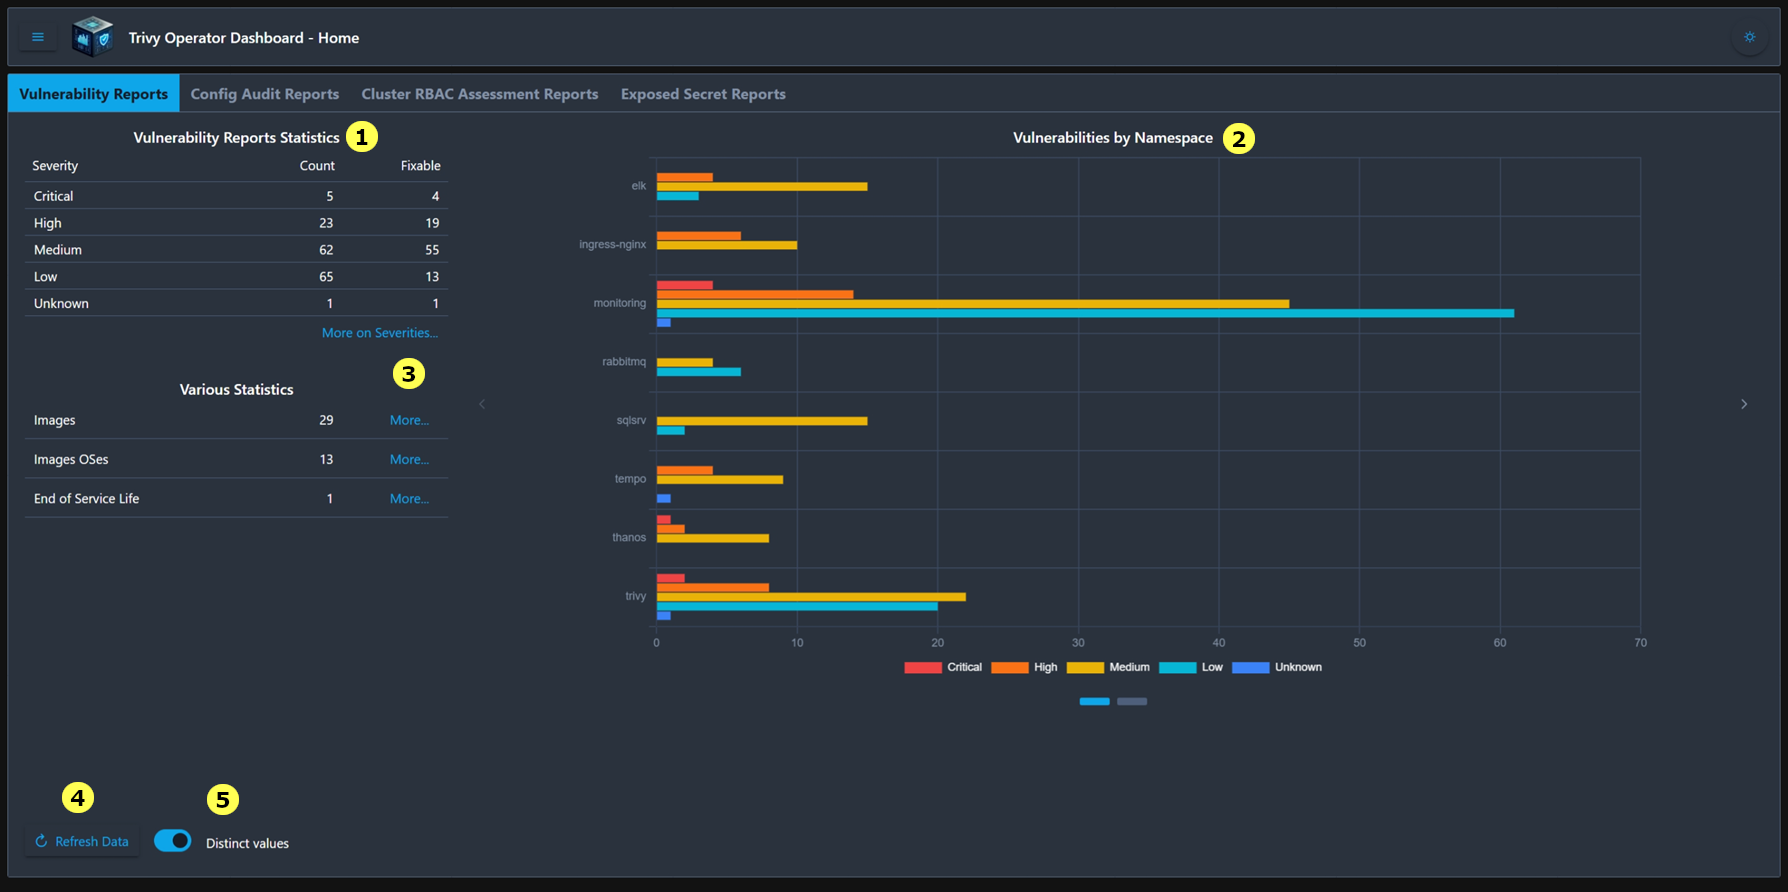 Trivy Operator Dashboard - Home
Vulnerability Reports Config Audit Reports Cluster RBAC Assessment Reports Exposed Secret Reports
Vulnerability Reports Statistics 1
Severity Count Fixable
Critical 5 4
High 23 19
Medium 62 55
Low 65 13
Unknown 1 1
More on Severities...
3
Various Statistics
Images 29 More...
Images OSes 13 More...
End of Service Life 1 More...
Vulnerabilities by Namespace 2
elk
ingress-nginx
monitoring
rabbitmq
sqlsrv
tempo
thanos
trivy
0 10 20 30 40 50 60 70
Critical High Medium Low Unknown
4 5
Refresh Data Distinct values